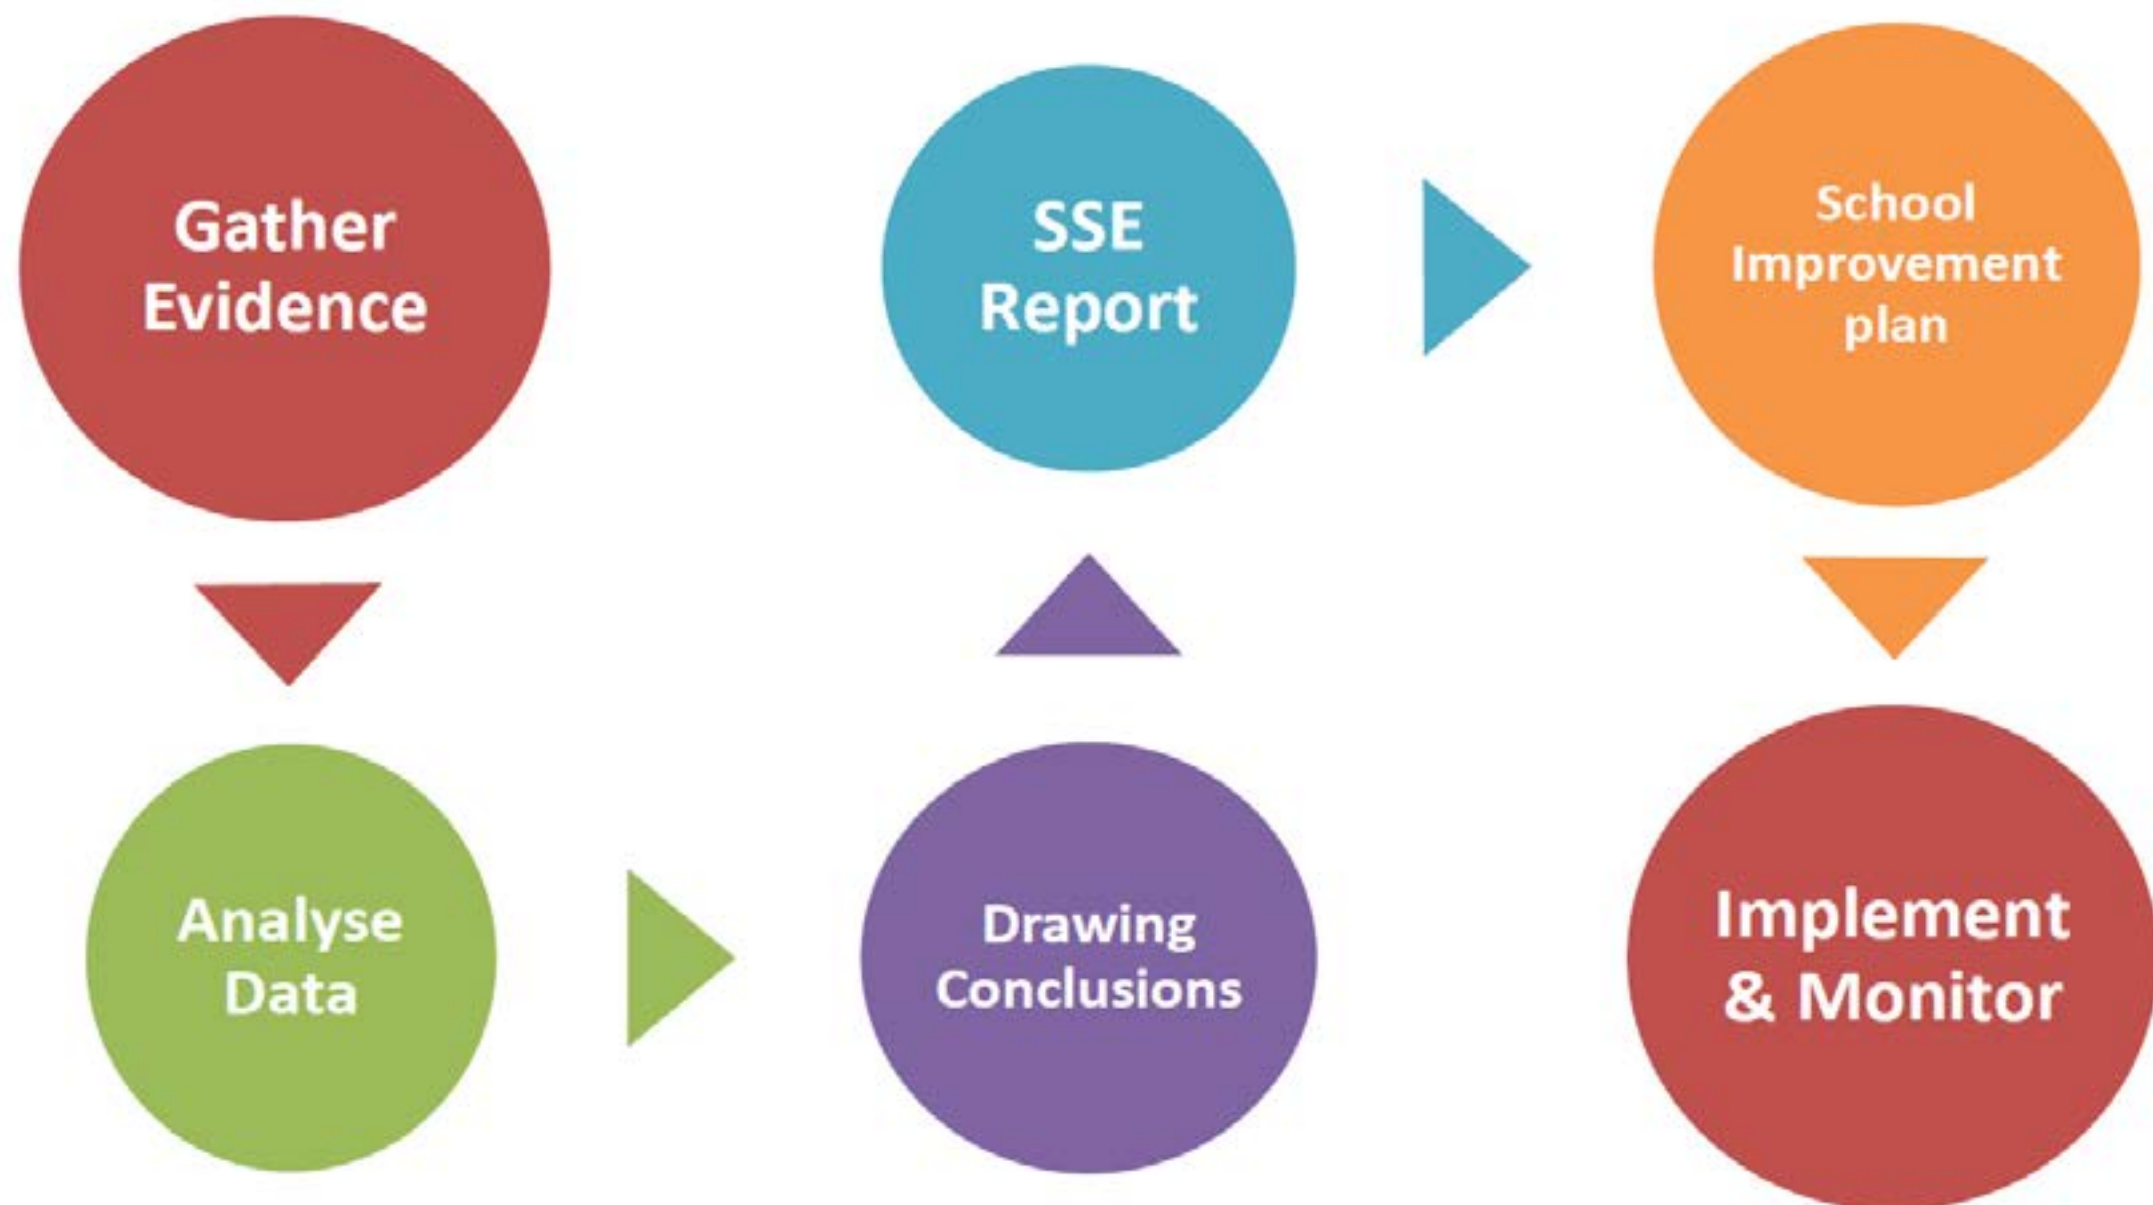 Gather
Evidence
Analyse
Data
Drawing
Conclusions
SSE
Report
School
Improvement
plan
Implement
& Monitor